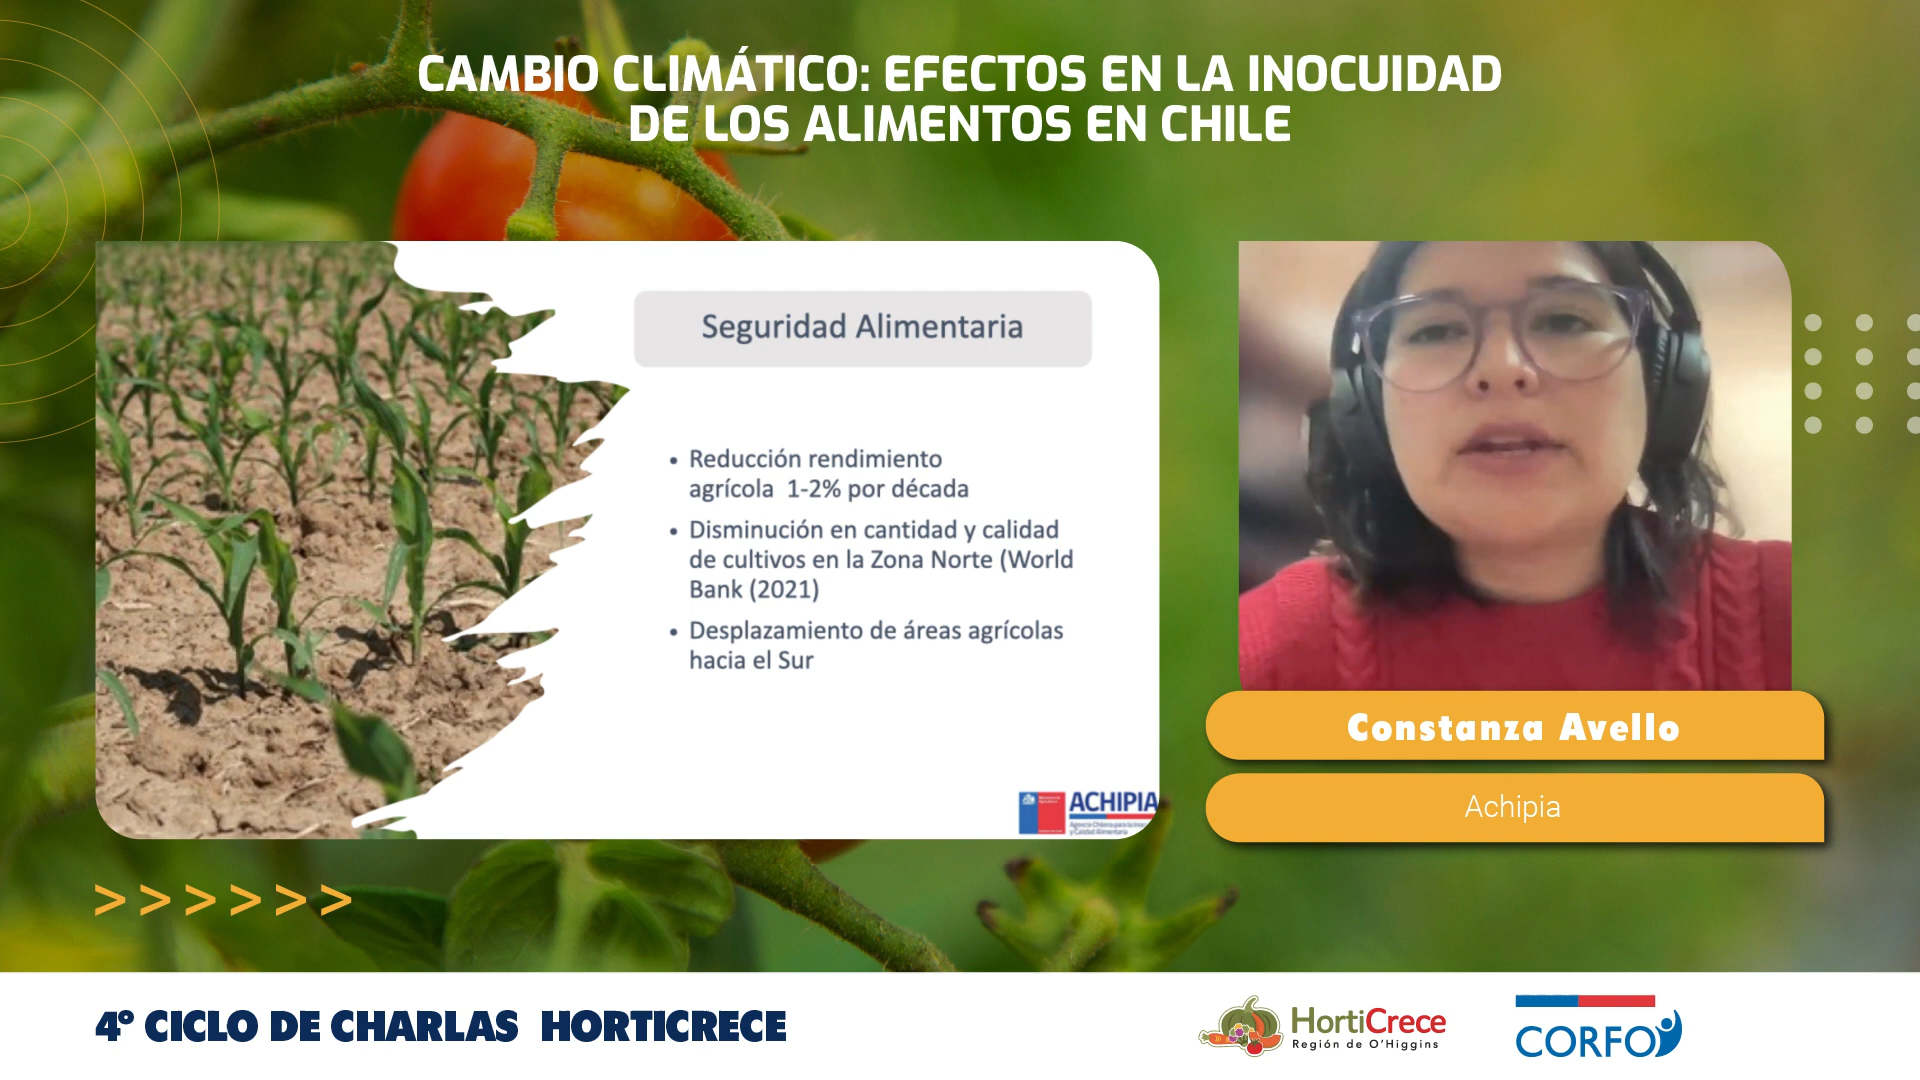 CAMBIO CLIMÁTICO: EFECTOS EN LA INOCUIDAD
DE LOS ALIMENTOS EN CHILE
Seguridad Alimentaria
• Reducción rendimiento
agrícola 1-2% por década
• Disminución en cantidad y calidad
de cultivos en la Zona Norte (World
Bank (2021)
• Desplazamiento de áreas agrícolas
hacia el Sur
ACHIPIA
y Calidad Alimentaria
Constanza Avello
Achipia
>>>>>>
4° CICLO DE CHARLAS HORTICRECE
HortiCrece
Región de O'Higgins
CORFO